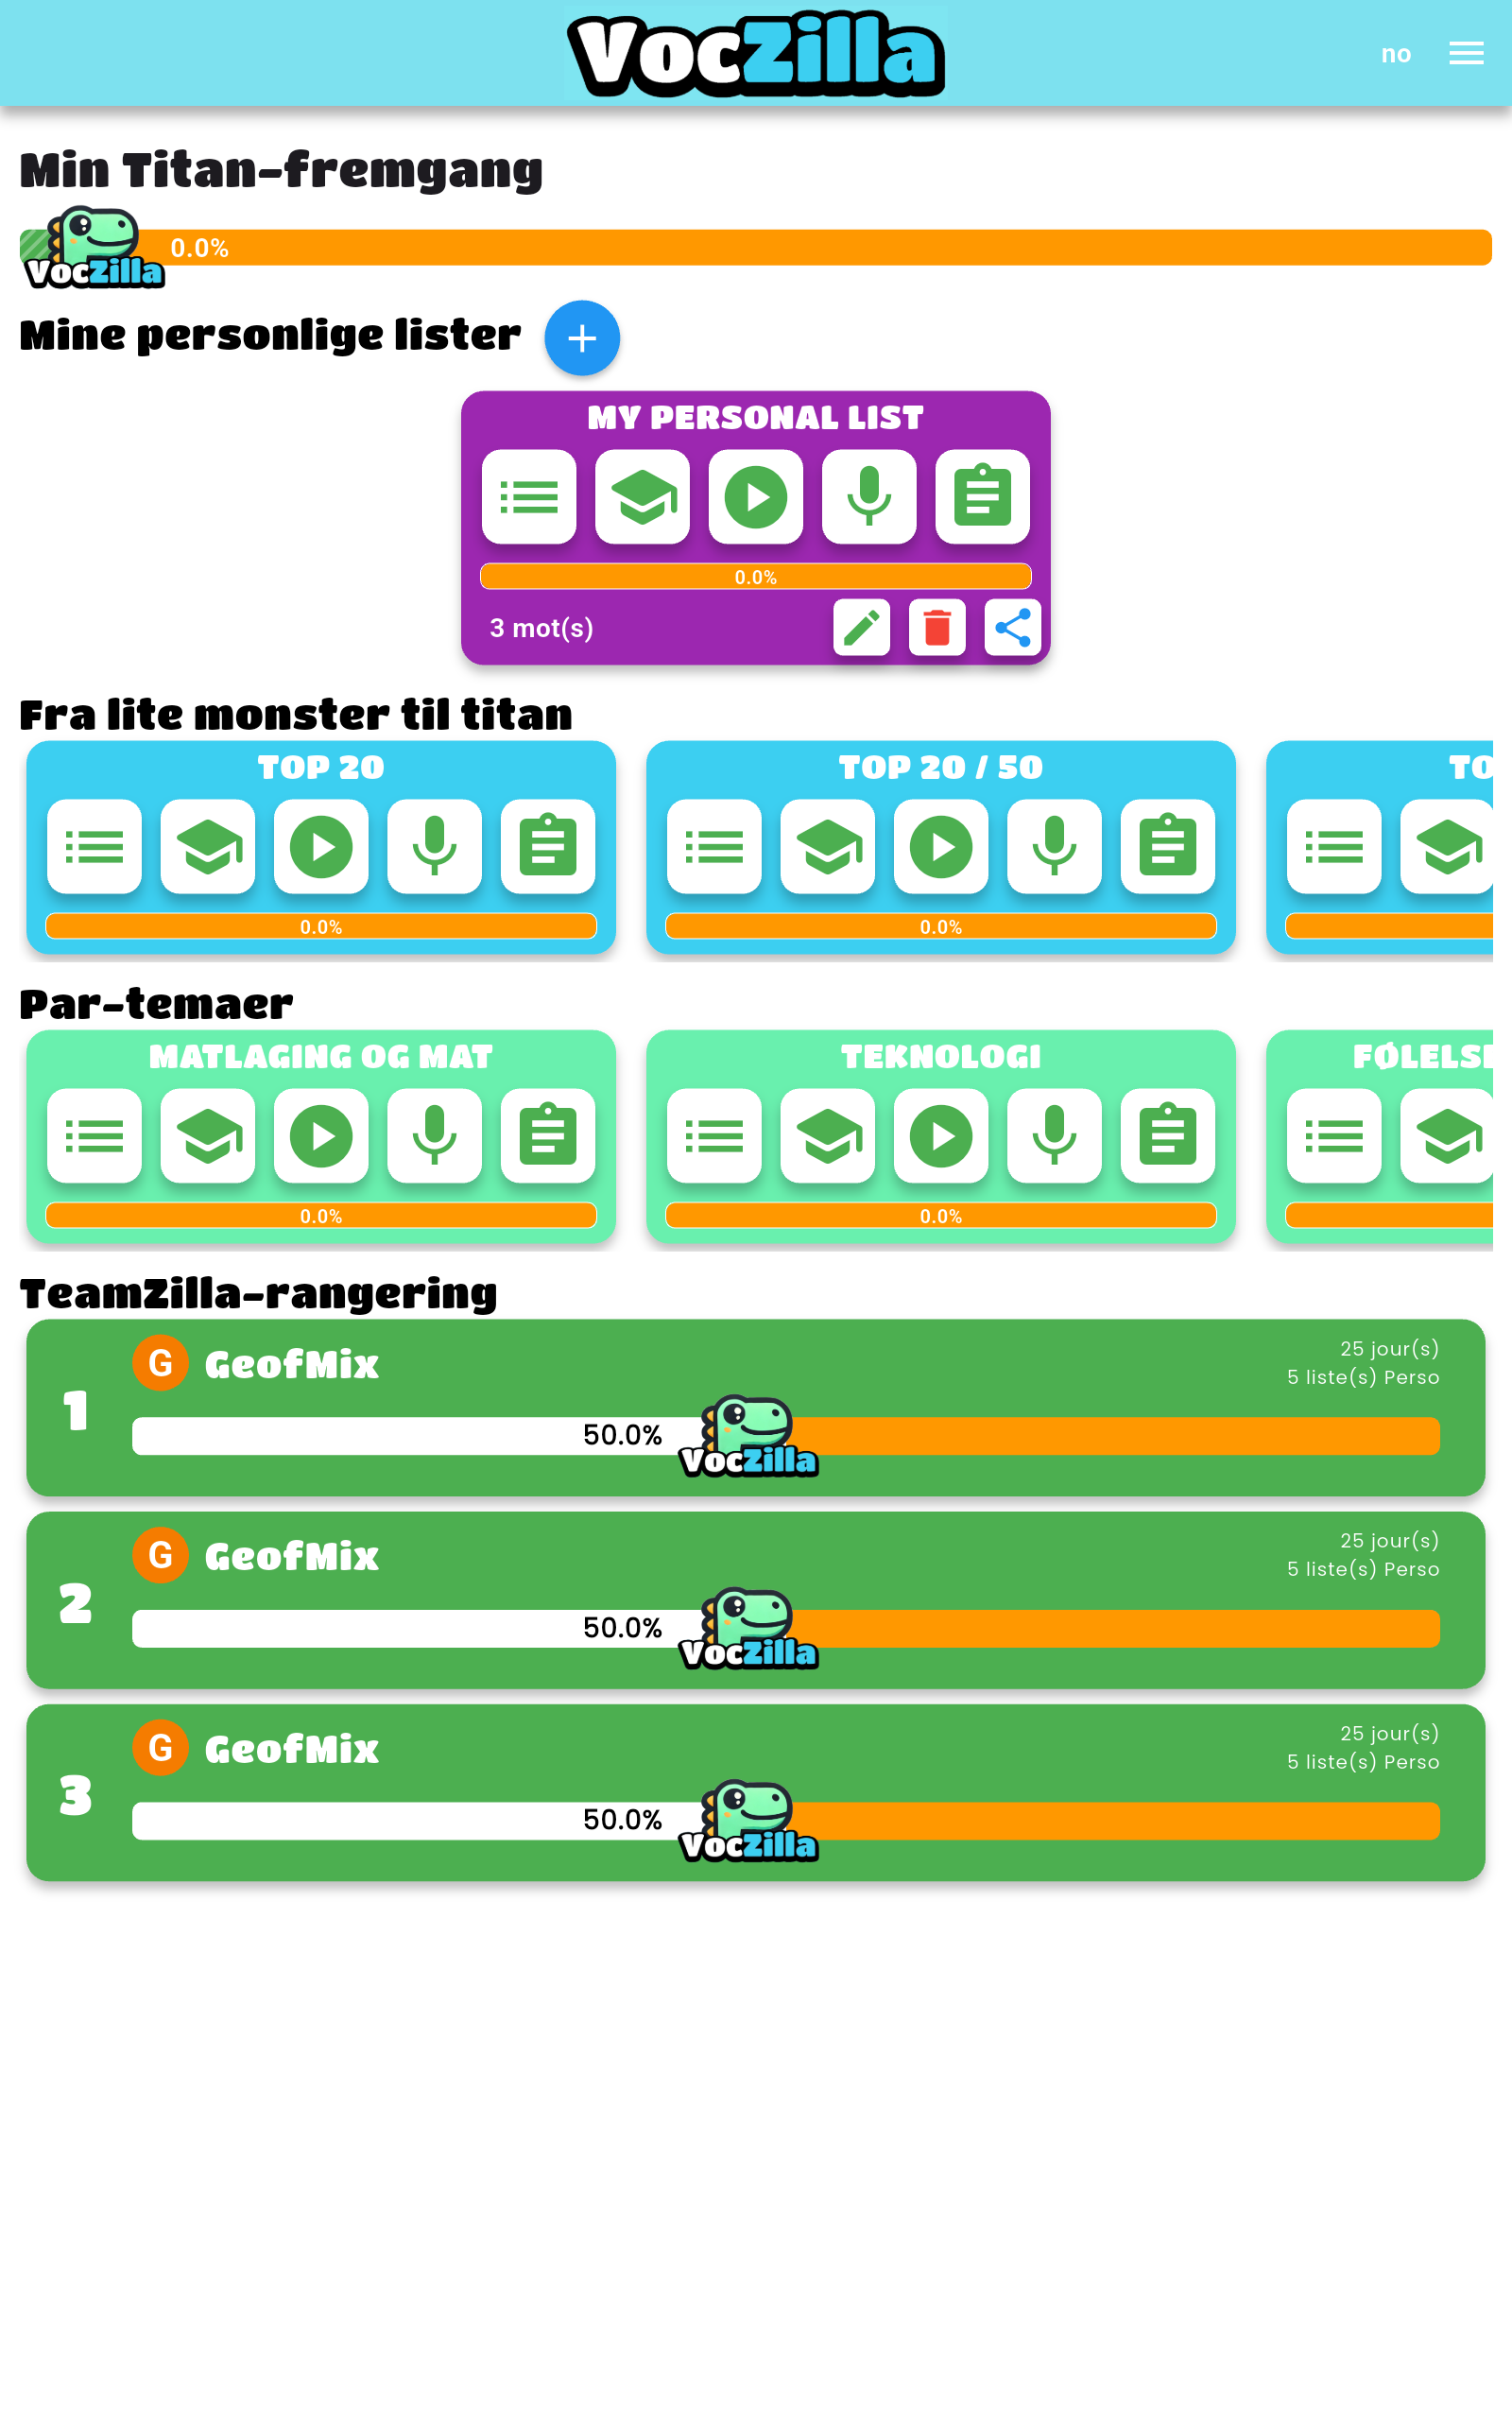 VocZilla
no
Min Titan-fremgang
VocZilla
0.0%
Mine personlige lister
MY PERSONAL LIST
0.0%
3 mot(s)
Fra lite monster til titan
TOP 20
TOP 20 / 50
TO
0.0%
0.0%
Par-temaer
MATLAGING OG MAT
TEKNOLOGI
FØLELSE
0.0%
0.0%
TeamZilla-rangering
1
G
GeofMix
25 jour(s)
5 liste(s) Perso
50.0%
VocZilla
2
G
GeofMix
25 jour(s)
5 liste(s) Perso
50.0%
VocZilla
3
G
GeofMix
25 jour(s)
5 liste(s) Perso
50.0%
VocZilla